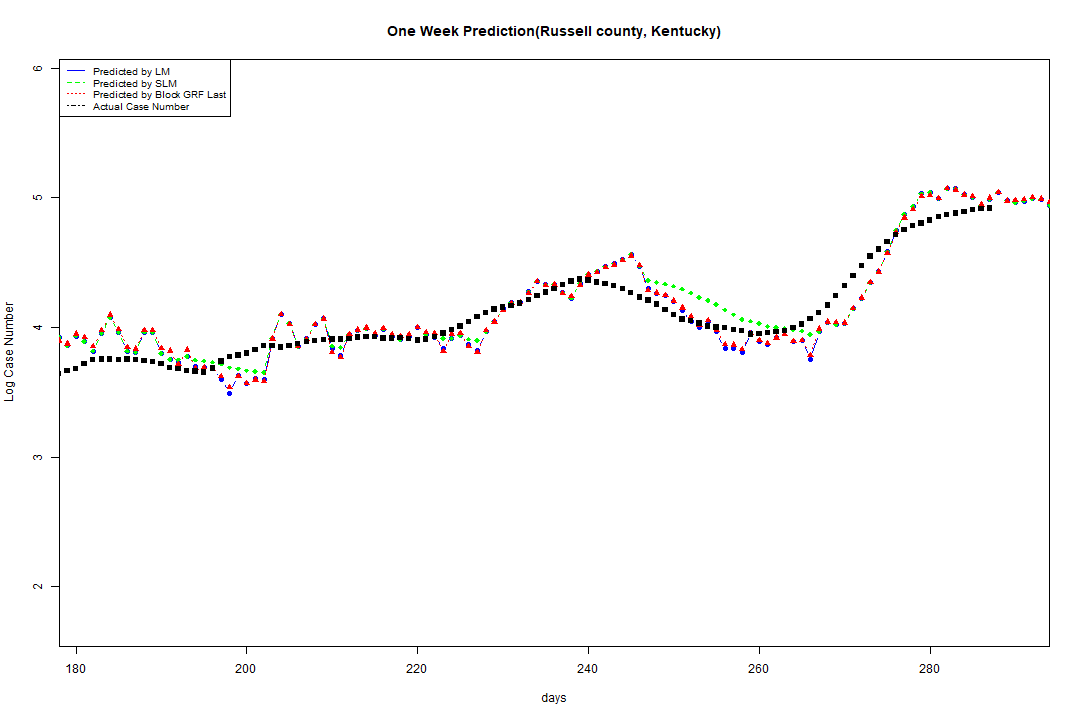 One Week Prediction(Russell county, Kentucky)
Predicted by LM
Predicted by SLM
Predicted by Block GRF Last
Actual Case Number
6
5
4
3
2
Log Case Number
180 200 220 240 260 280
days